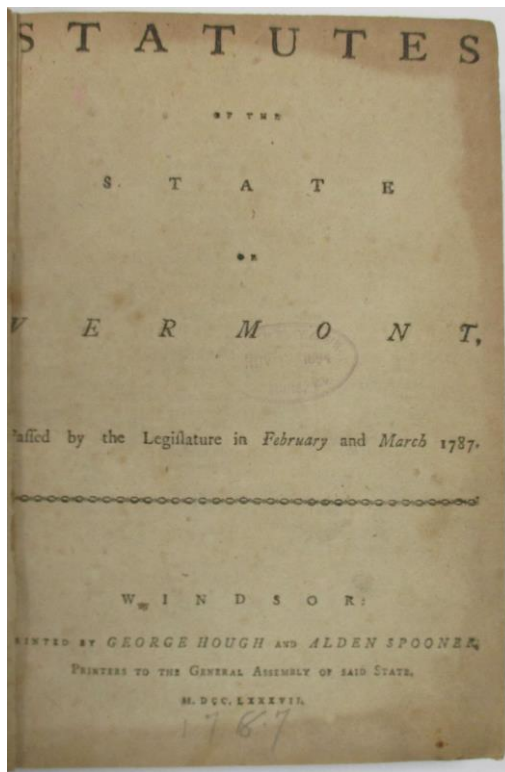 STATUTES
OF THE
STATE
OF
VERMONT,
Paſſed by the Legiſlature in February and March 1787.
WINDSOR:
PRINTED BY GEORGE HOUGH AND ALDEN SPOONER,
PRINTERS TO THE GENERAL ASSEMBLY OF SAID STATE.
M.DCC.LXXXVII.
1787